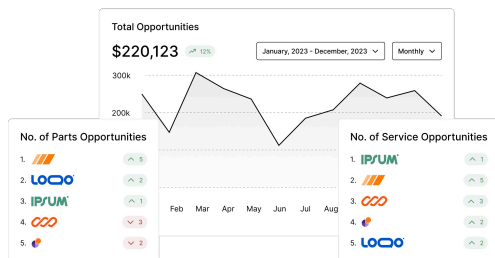 Total Opportunities
$220,123
12%
January, 2023 - December, 2023
Monthly
300k
200k
Feb Mar Apr May Jun Jul Aug
No. of Parts Opportunities
1. 5
2. LOGO 2
3. IPSUM 1
4. 3
5. 2
No. of Service Opportunities
1. IPSUM 1
2. 5
3. 3
4. 2
5. LOGO 2